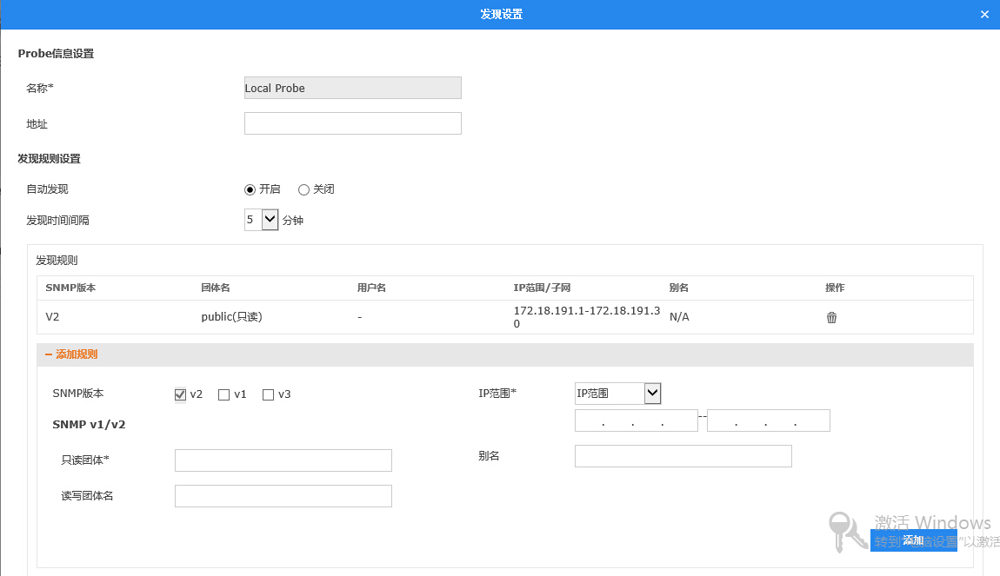 发现设置
Probe信息设置
名称* Local Probe
地址
发现规则设置
自动发现 开启 关闭
发现时间间隔 5 分钟
发现规则
SNMP版本 团体名 用户名 IP范围/子网 别名 操作
V2 public(只读) - 172.18.191.1-172.18.191.3 N/A
0
添加规则
SNMP版本 v2 v1 v3 IP范围* IP范围
. . . -- . . .
SNMP v1/v2
只读团体* 别名
读写团体名
激活 Windows
添加
转到"电脑设置"以激活